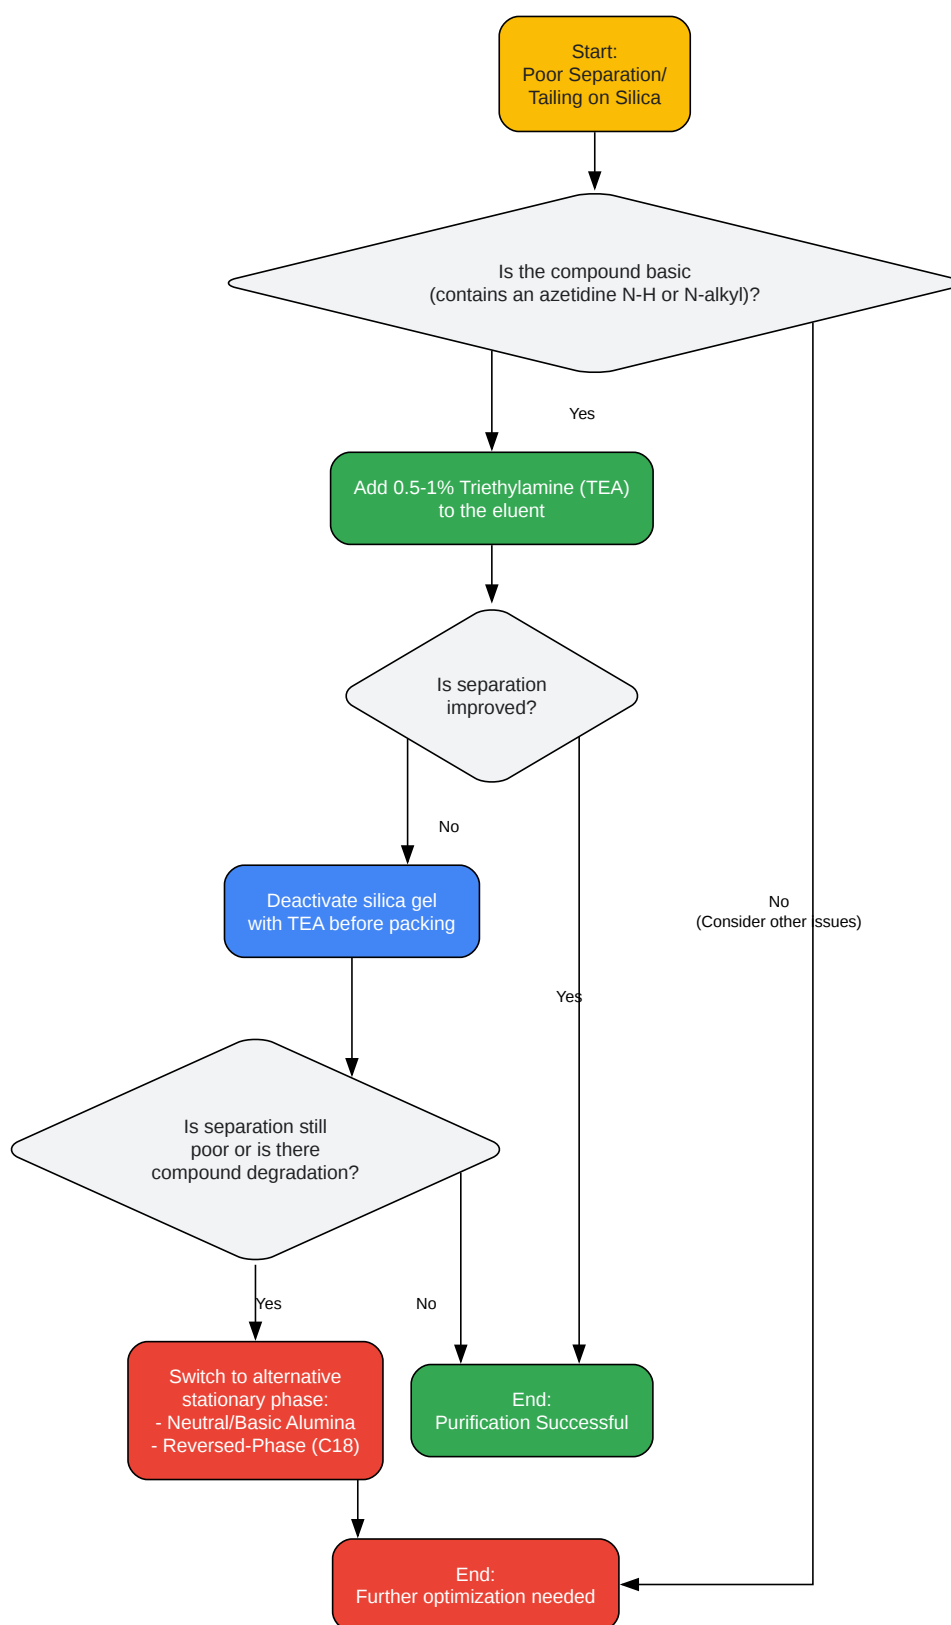 Start:
Poor Separation/
Tailing on Silica
Is the compound basic
(contains an azetidine N-H or N-alkyl)?
Yes
Add 0.5-1% Triethylamine (TEA)
to the eluent
Is separation
improved?
No
Deactivate silica gel
with TEA before packing
No
(Consider other issues)
Yes
Is separation still
poor or is there
compound degradation?
Yes
No
Switch to alternative
stationary phase:
- Neutral/Basic Alumina
- Reversed-Phase (C18)
End:
Purification Successful
End:
Further optimization needed